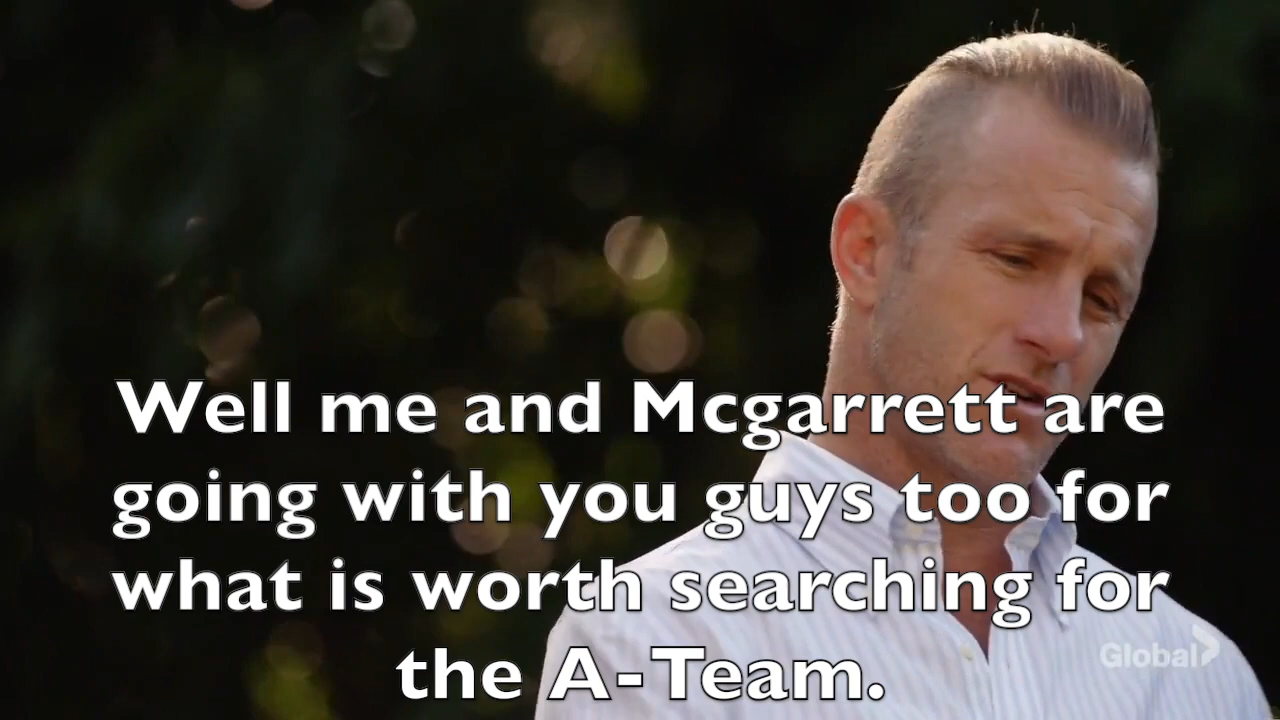 Well me and Mcgarrett are
going with you guys too for
what is worth searching for
the A-Team.
Global